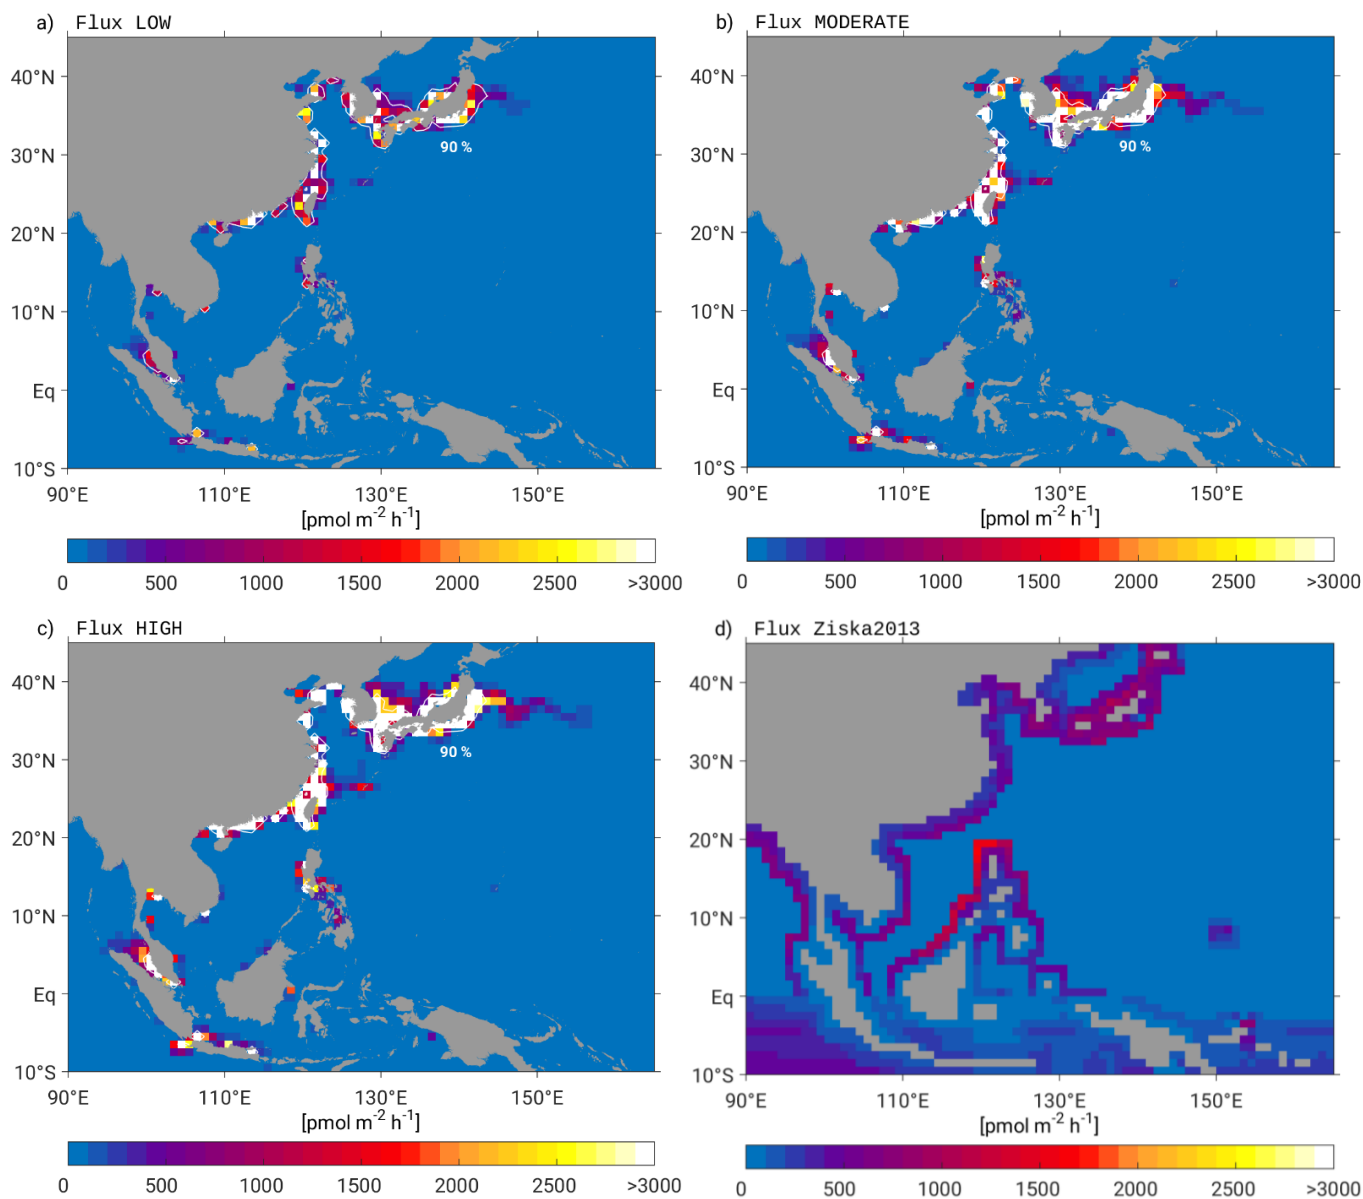 a) Flux LOW
40°N
30°N
20°N
10°N
Eq
10°S
90 %
90°E 110°E 130°E 150°E
[pmol m-2 h-1]
0 500 1000 1500 2000 2500 >3000
b) Flux MODERATE
40°N
30°N
20°N
10°N
Eq
10°S
90 %
90°E 110°E 130°E 150°E
[pmol m-2 h-1]
0 500 1000 1500 2000 2500 >3000
c) Flux HIGH
40°N
30°N
20°N
10°N
Eq
10°S
90 %
90°E 110°E 130°E 150°E
[pmol m-2 h-1]
0 500 1000 1500 2000 2500 >3000
d) Flux Ziska2013
40°N
30°N
20°N
10°N
Eq
10°S
90°E 110°E 130°E 150°E
[pmol m-2 h-1]
0 500 1000 1500 2000 2500 >3000